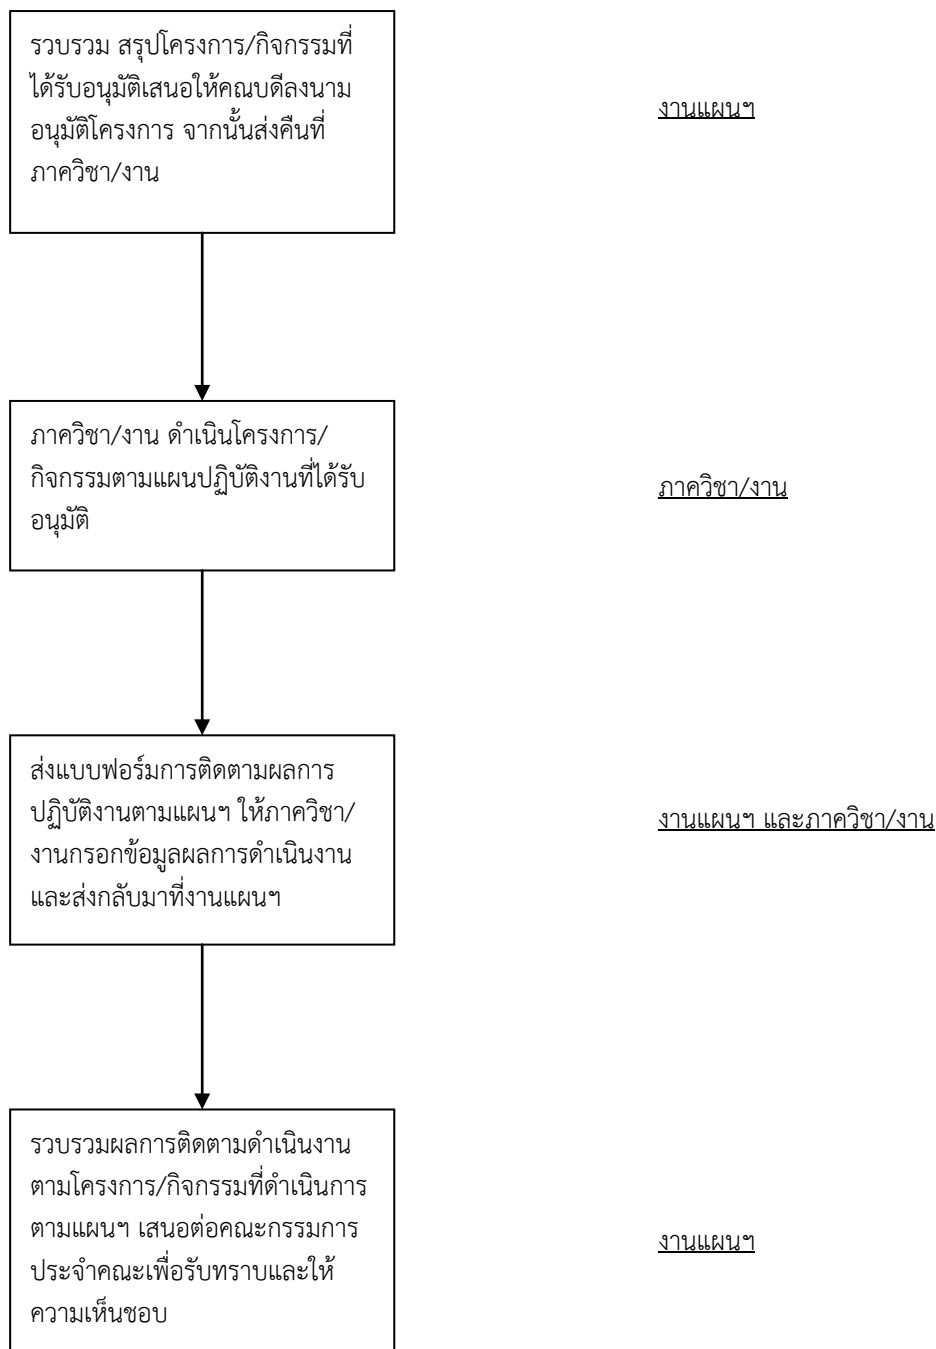 รวบรวม สรุปโครงการ/กิจกรรมที่
ได้รับอนุมัติเสนอให้คณบดีลงนาม
อนุมัติโครงการ จากนั้นส่งคืนที่
ภาควิชา/งาน
งานแผนฯ
ภาควิชา/งาน ดำเนินโครงการ/
กิจกรรมตามแผนปฏิบัติงานที่ได้รับ
อนุมัติ
ภาควิชา/งาน
ส่งแบบฟอร์มการติดตามผลการ
ปฏิบัติงานตามแผนฯ ให้ภาควิชา/
งานกรอกข้อมูลผลการดำเนินงาน
และส่งกลับมาที่งานแผนฯ
งานแผนฯ และภาควิชา/งาน
รวบรวมผลการติดตามดำเนินงาน
ตามโครงการ/กิจกรรมที่ดำเนินการ
ตามแผนฯ เสนอต่อคณะกรรมการ
ประจำคณะเพื่อรับทราบและให้
ความเห็นชอบ
งานแผนฯ